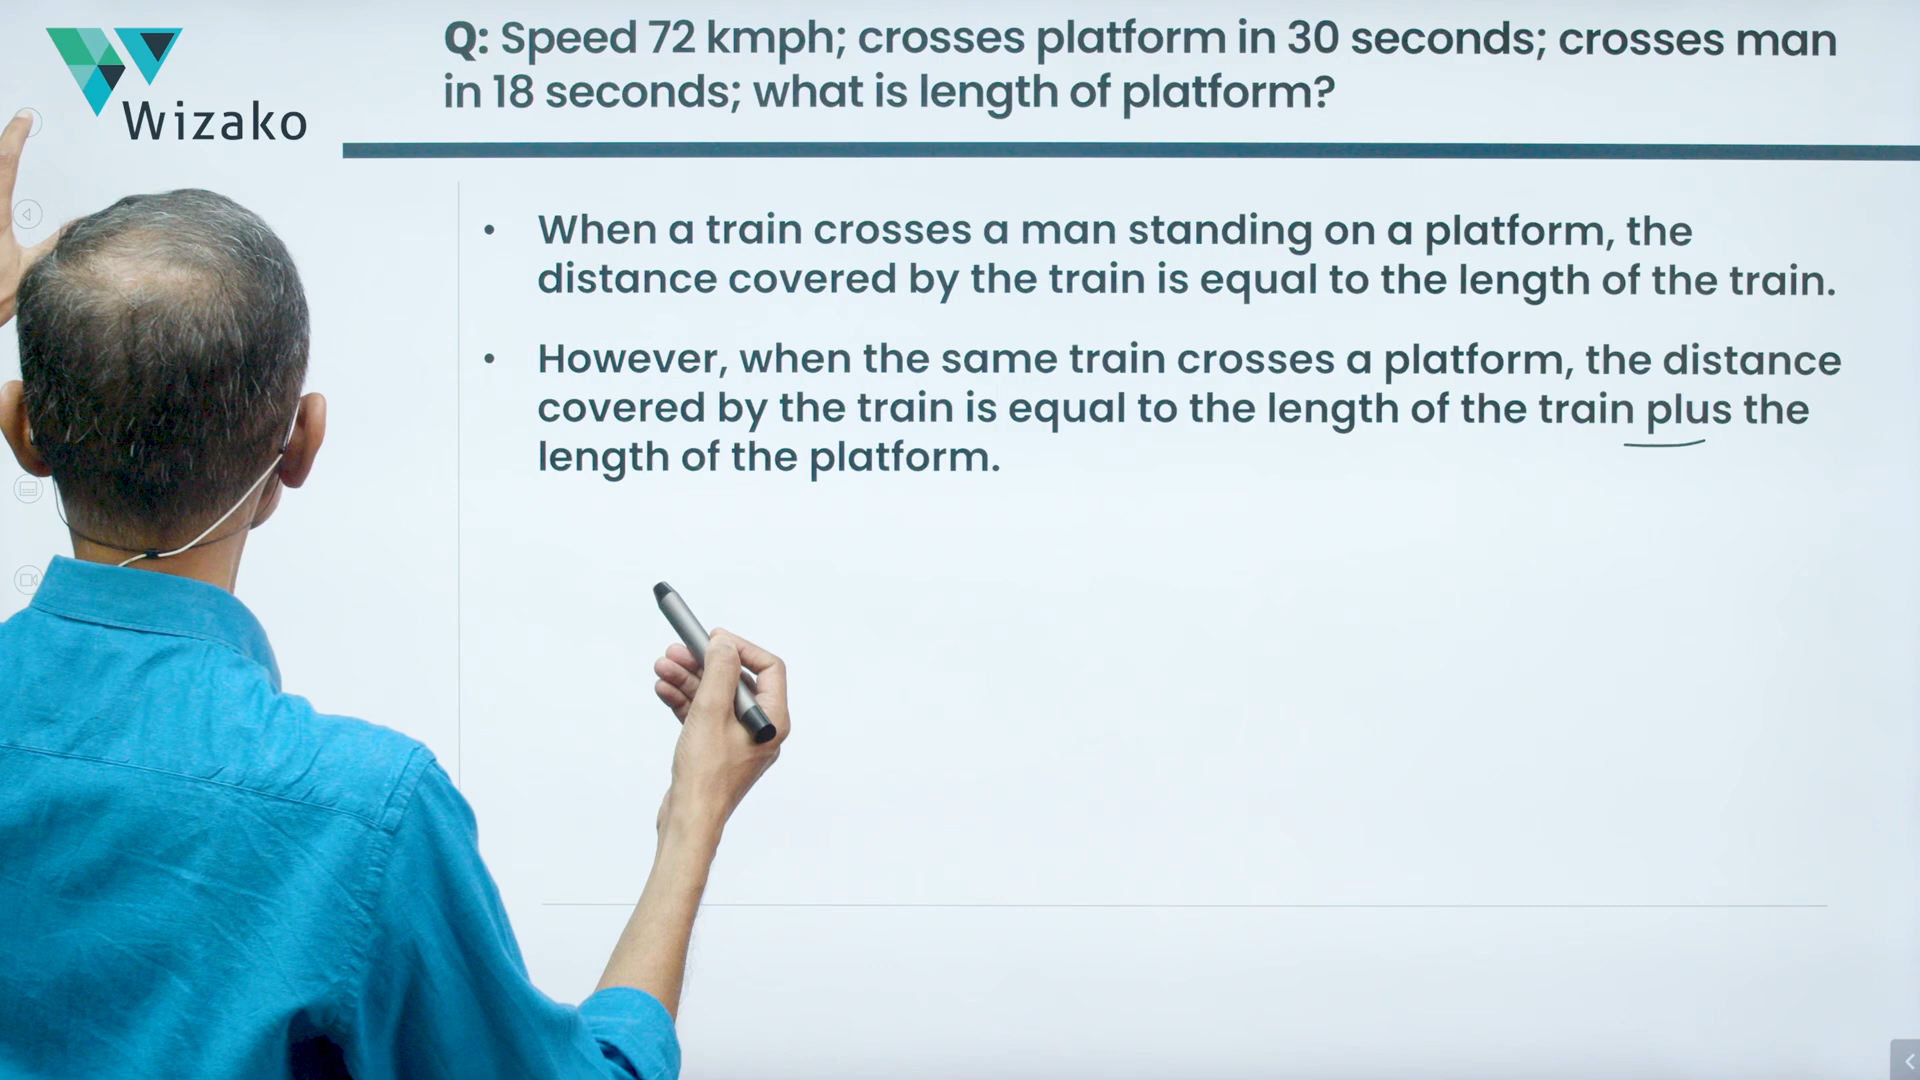 Wizako
Q: Speed 72 kmph; crosses platform in 30 seconds; crosses man
in 18 seconds; what is length of platform?
• When a train crosses a man standing on a platform, the
distance covered by the train is equal to the length of the train.
• However, when the same train crosses a platform, the distance
covered by the train is equal to the length of the train plus the
length of the platform.